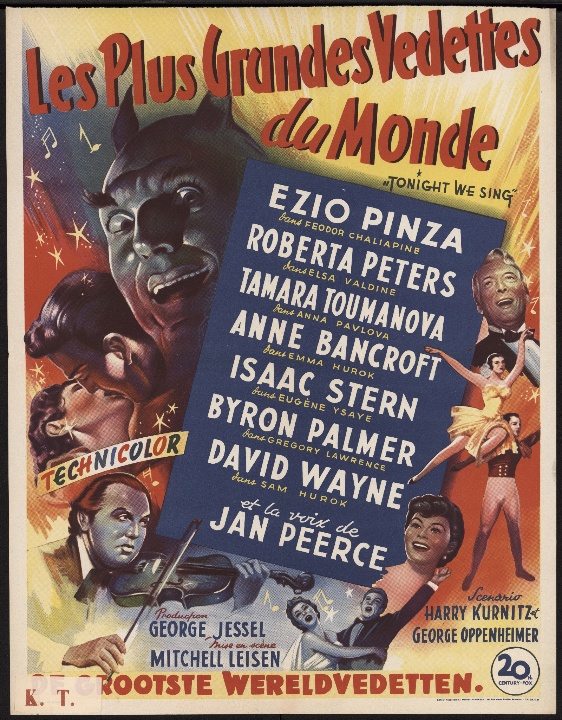 Les Plus Grandes Vedettes
du Monde
"TONIGHT WE SING"
EZIO PINZA
dans FEODOR CHALIAPINE
ROBERTA PETERS
dans ELSA VALDINE
TAMARA TOUMANOVA
dans ANNA PAVLOVA
ANNE BANCROFT
dans EMMA HUROK
ISAAC STERN
dans EUGÈNE YSAYE
BYRON PALMER
dans GREGORY LAWRENCE
DAVID WAYNE
dans SAM HUROK
et la voix de
JAN PEERCE
TECHNICOLOR
Production
GEORGE JESSEL
Mise en scène
MITCHELL LEISEN
Scenario
HARRY KURNITZ et
GEORGE OPPENHEIMER
DE GROOTSTE WERELDVEDETTEN.
K. T.
20th
CENTURY-FOX